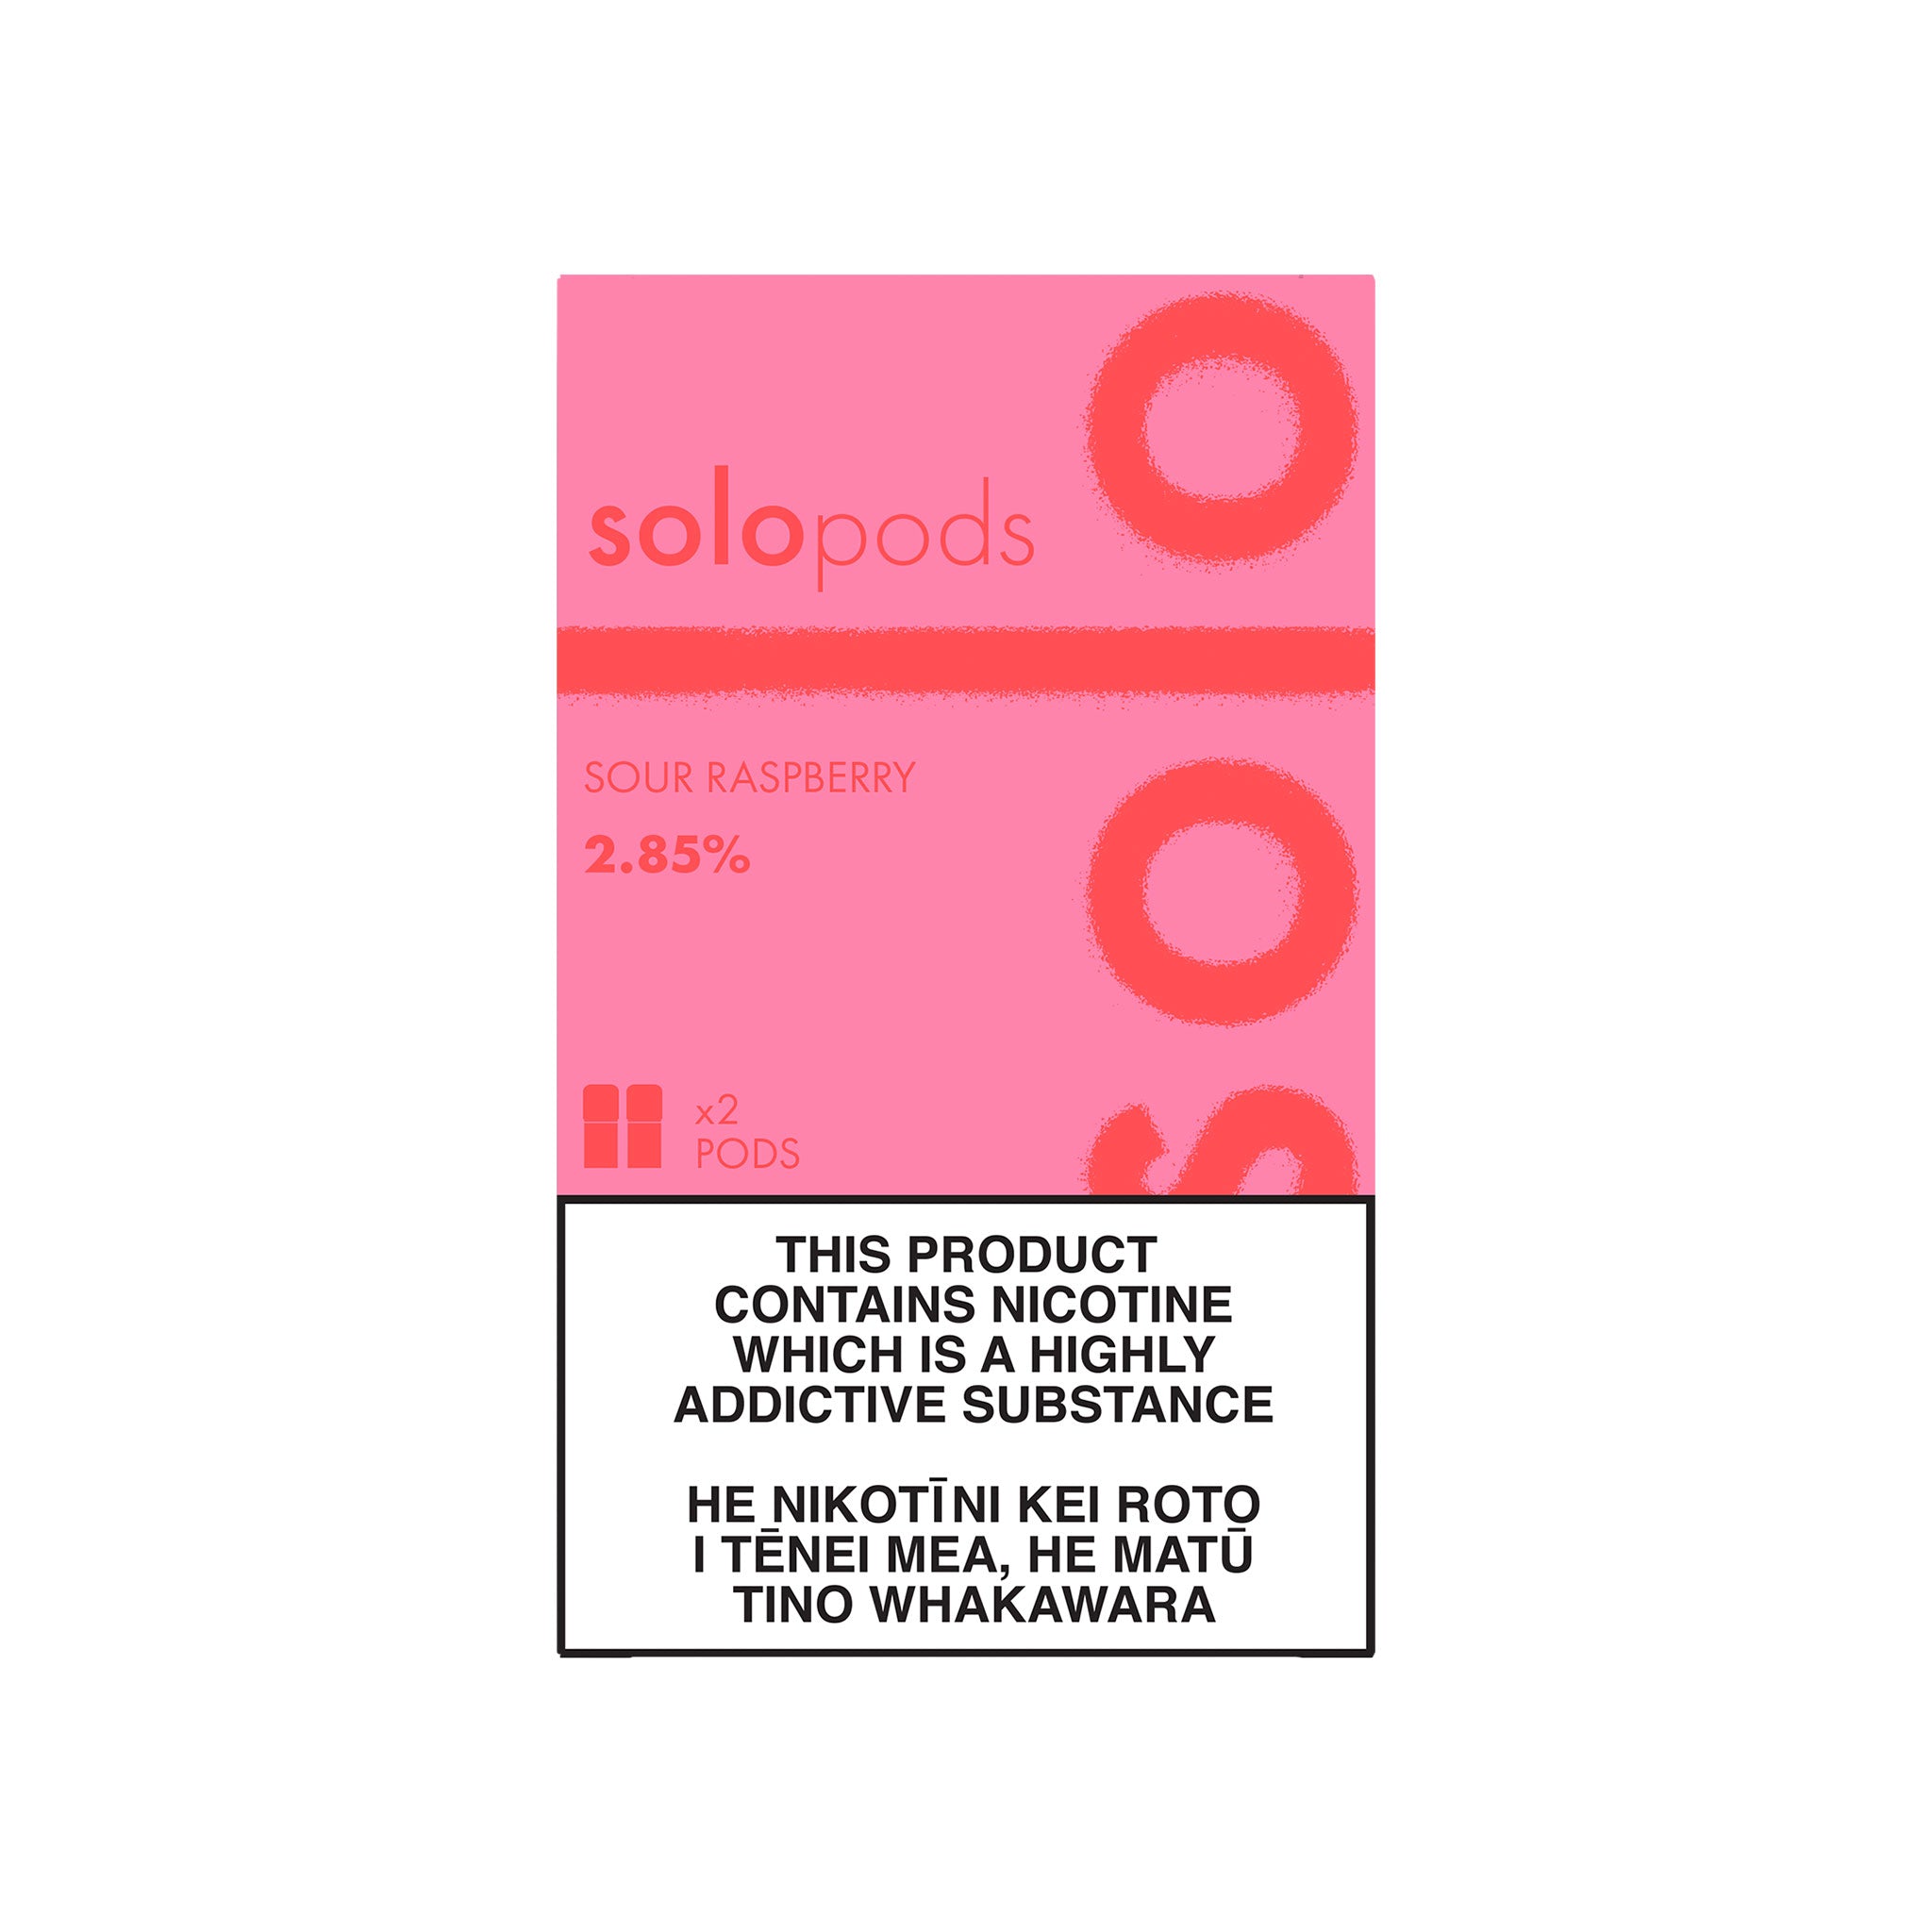 solopods
SOUR RASPBERRY
2.85%
x2
PODS
solo
THIS PRODUCT
CONTAINS NICOTINE
WHICH IS A HIGHLY
ADDICTIVE SUBSTANCE
HE NIKOTĪNI KEI ROTO
I TĒNEI MEA, HE MATŪ
TINO WHAKAWARA